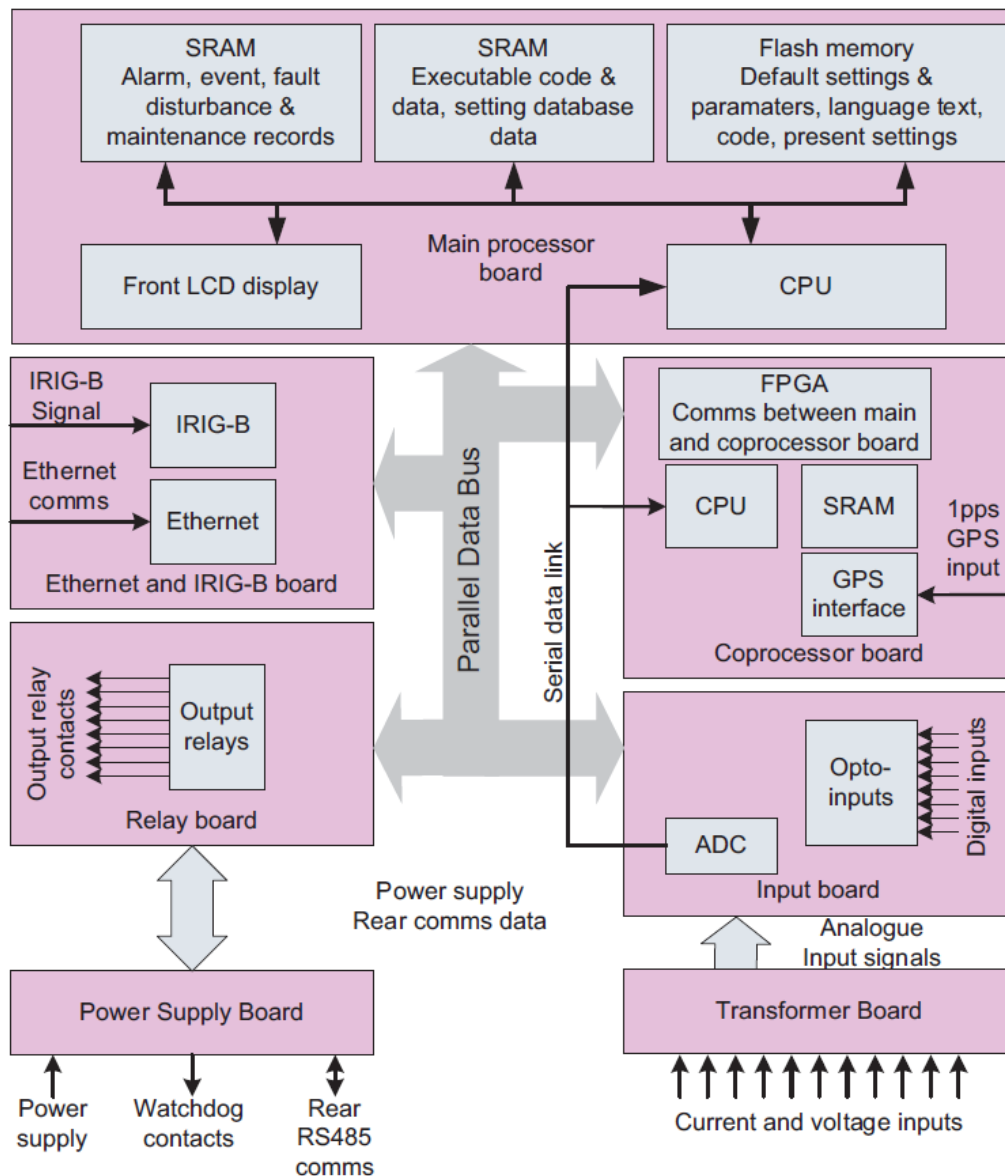 SRAM
Alarm, event, fault
disturbance &
maintenance records
SRAM
Executable code &
data, setting database
data
Flash memory
Default settings &
paramaters, language text,
code, present settings
Main processor
board
Front LCD display
CPU
IRIG-B
Signal
IRIG-B
Ethernet
comms
Ethernet
Ethernet and IRIG-B board
Parallel Data Bus
Serial data link
FPGA
Comms between main
and coprocessor board
CPU
SRAM
1pps
GPS
input
GPS
interface
Coprocessor board
Output relay
contacts
Output
relays
Relay board
Opto-
inputs
Digital inputs
ADC
Input board
Power supply
Rear comms data
Analogue
Input signals
Power Supply Board
Transformer Board
Power
supply
Watchdog
contacts
Rear
RS485
comms
Current and voltage inputs